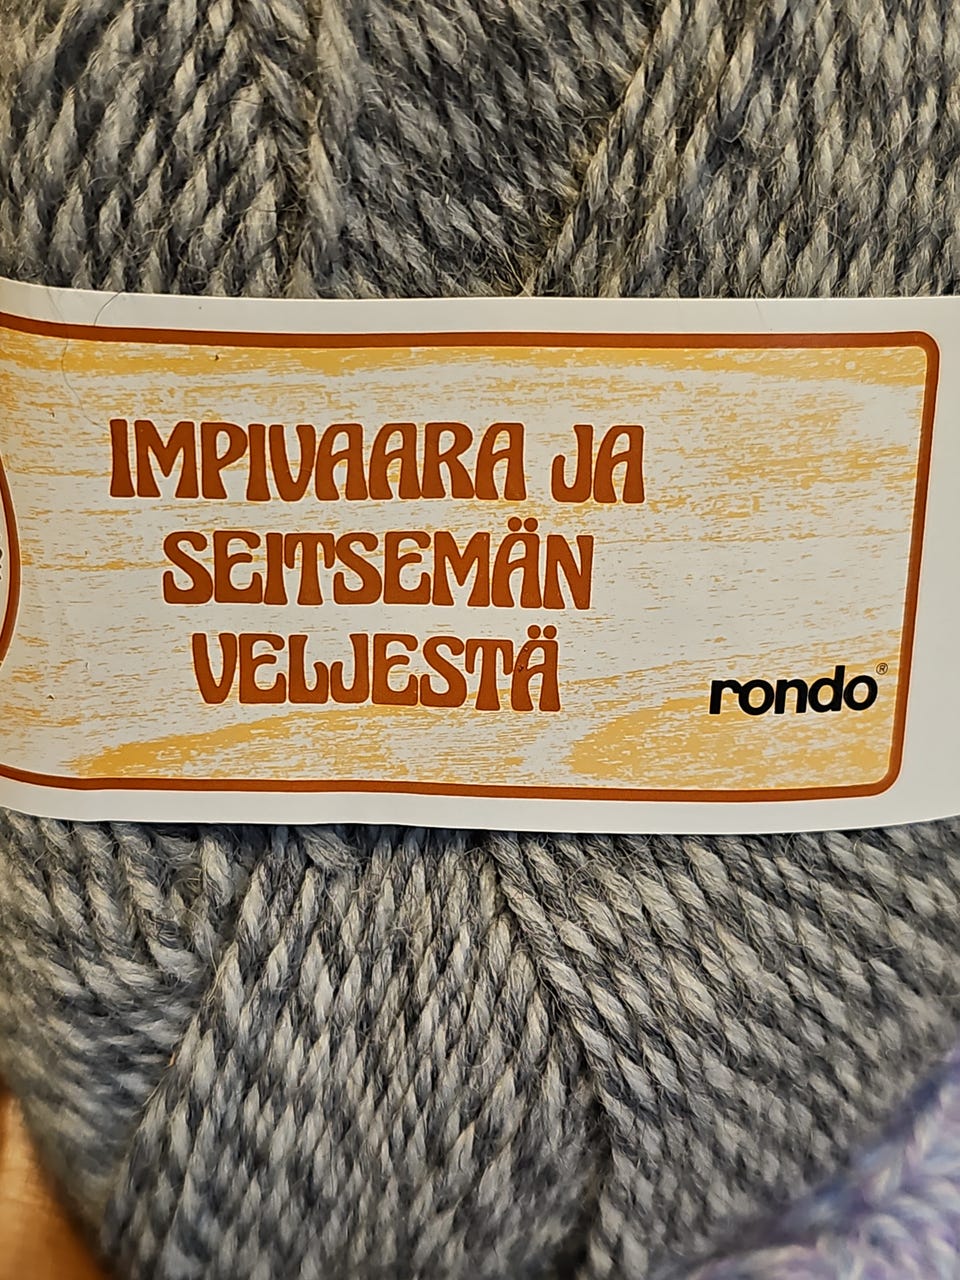 IMPIVAARA JA
SEITSEMÄN
VELJESTÄ
rondo®